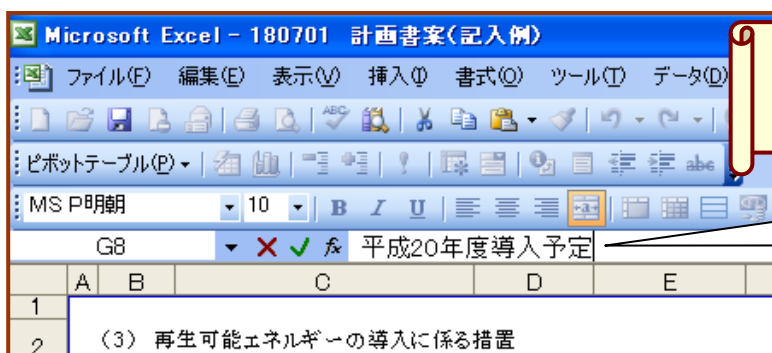 Microsoft Excel - 180701 計画書案(記入例)
ファイル(F) 編集(E) 表示(V) 挿入(I) 書式(O) ツール(T) データ(D)
ABC
ピボットテーブル(P)
abc
MS P明朝 10 B I U a
G8 fx 平成20年度導入予定
A B C D E
1
2 (3) 再生可能エネルギーの導入に係る措置